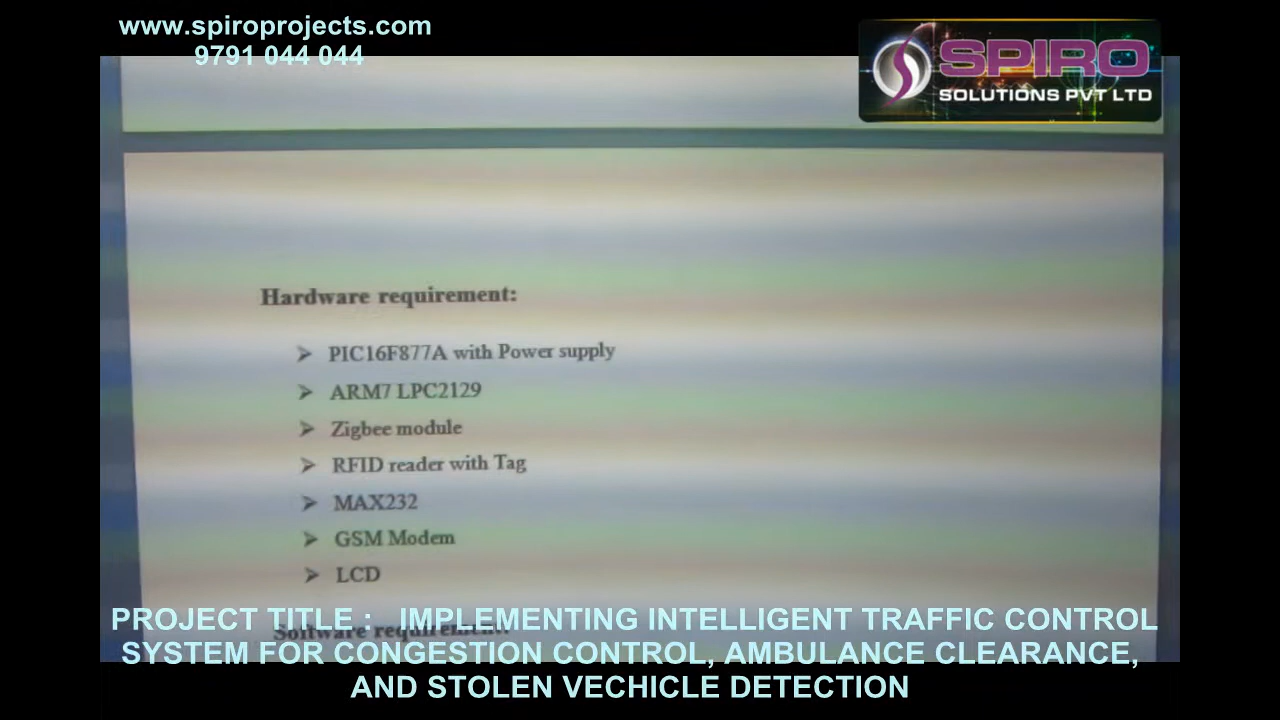 www.spiroprojects.com
9791 044 044
SPIRO
SOLUTIONS PVT LTD
Hardware requirement:
➢ PIC16F877A with Power supply
➢ ARM7 LPC2129
➢ Zigbee module
➢ RFID reader with Tag
➢ MAX232
➢ GSM Modem
➢ LCD
Software requirement:
PROJECT TITLE : IMPLEMENTING INTELLIGENT TRAFFIC CONTROL
SYSTEM FOR CONGESTION CONTROL, AMBULANCE CLEARANCE,
AND STOLEN VECHICLE DETECTION